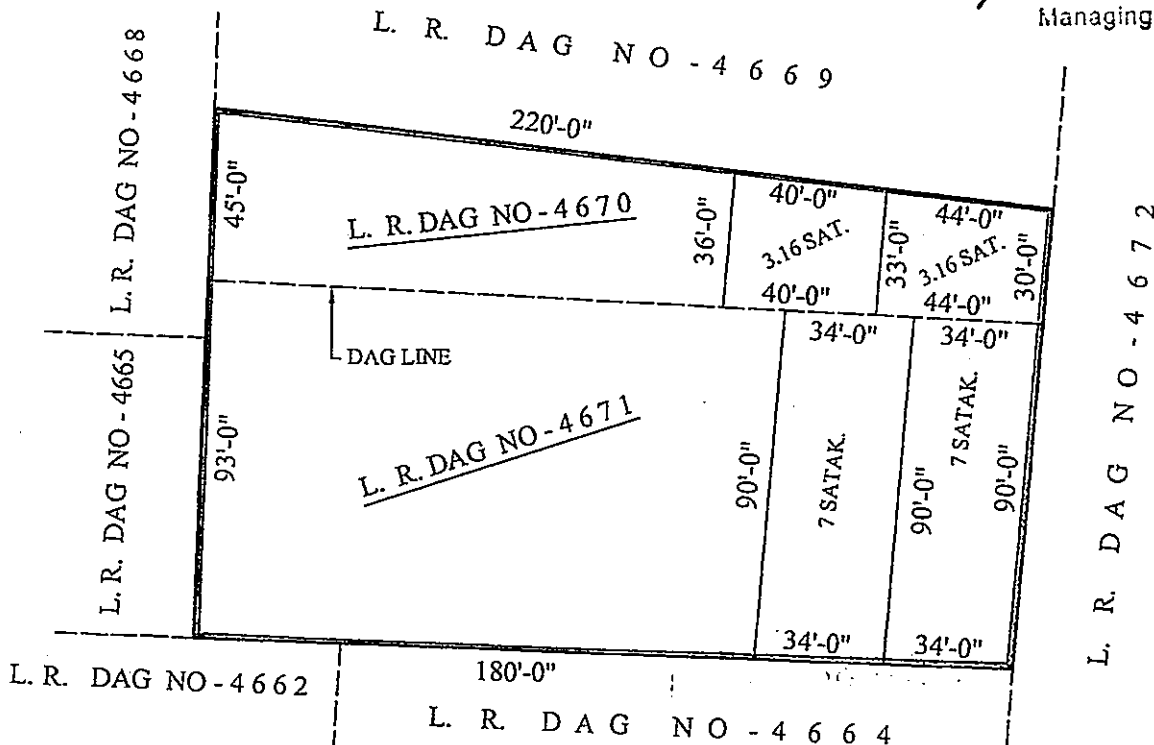 Managing
L. R. DAG NO-4669
L. R. DAG NO-4668
220'-0"
45'-0"
L. R. DAG NO-4670
36'-0"
40'-0"
3.16 SAT.
40'-0"
33'-0"
44'-0"
3.16 SAT.
44'-0"
30'-0"
L. R. DAG NO-4672
DAG LINE
34'-0"
34'-0"
L. R. DAG NO-4665
93'-0"
L. R. DAG NO-4671
90'-0"
7 SATAK.
90'-0"
7 SATAK.
90'-0"
34'-0"
34'-0"
L. R. DAG NO-4662
180'-0"
L. R. DAG NO-4664